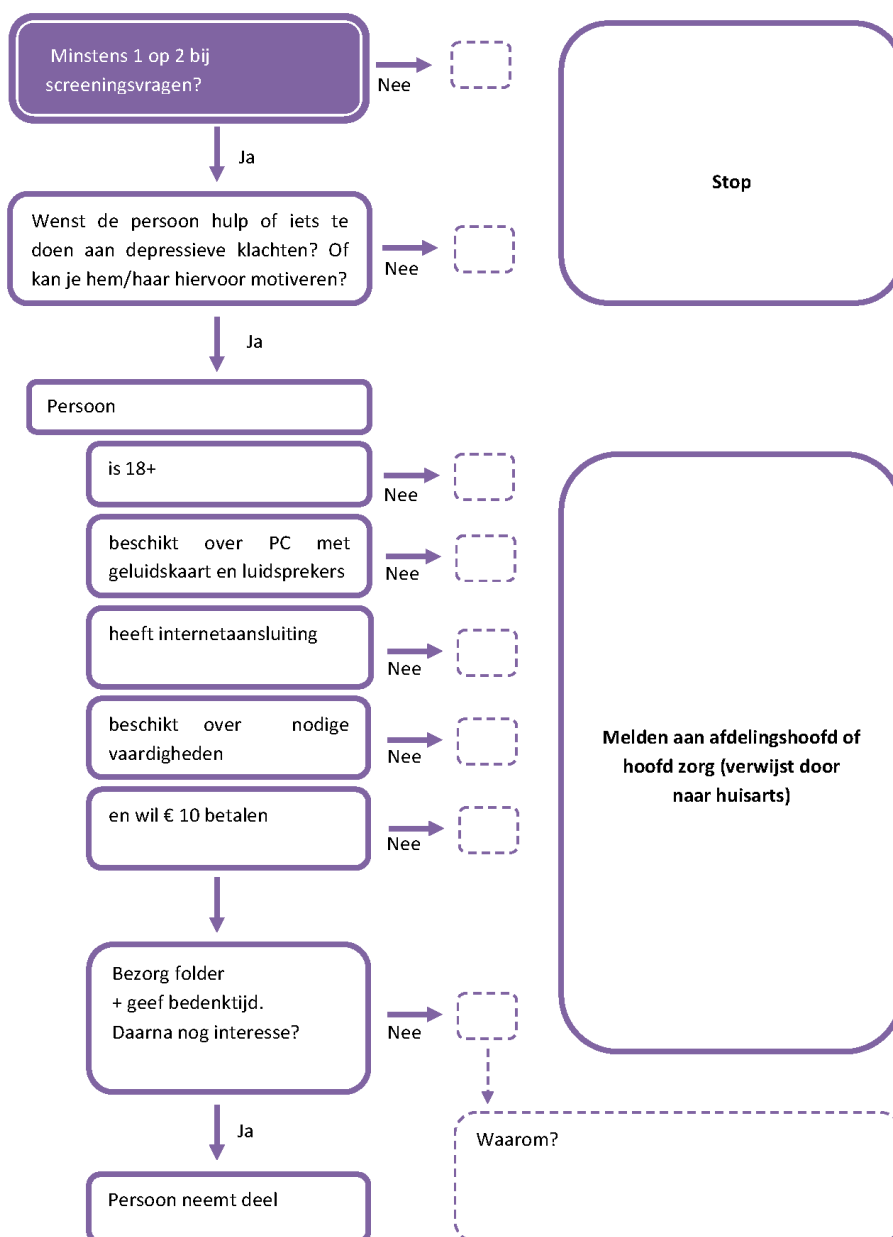 Minstens 1 op 2 bij
screeningsvragen?
Nee
Ja
Stop
Wenst de persoon hulp of iets te
doen aan depressieve klachten? Of
kan je hem/haar hiervoor motiveren?
Nee
Ja
Persoon
is 18+
Nee
beschikt over PC met
geluidskaart en luidsprekers
Nee
heeft internetaansluiting
Nee
beschikt over nodige
vaardigheden
Nee
en wil € 10 betalen
Nee
Melden aan afdelingshoofd of
hoofd zorg (verwijst door
naar huisarts)
Bezorg folder
+ geef bedenktijd.
Daarna nog interesse?
Nee
Ja
Waarom?
Persoon neemt deel